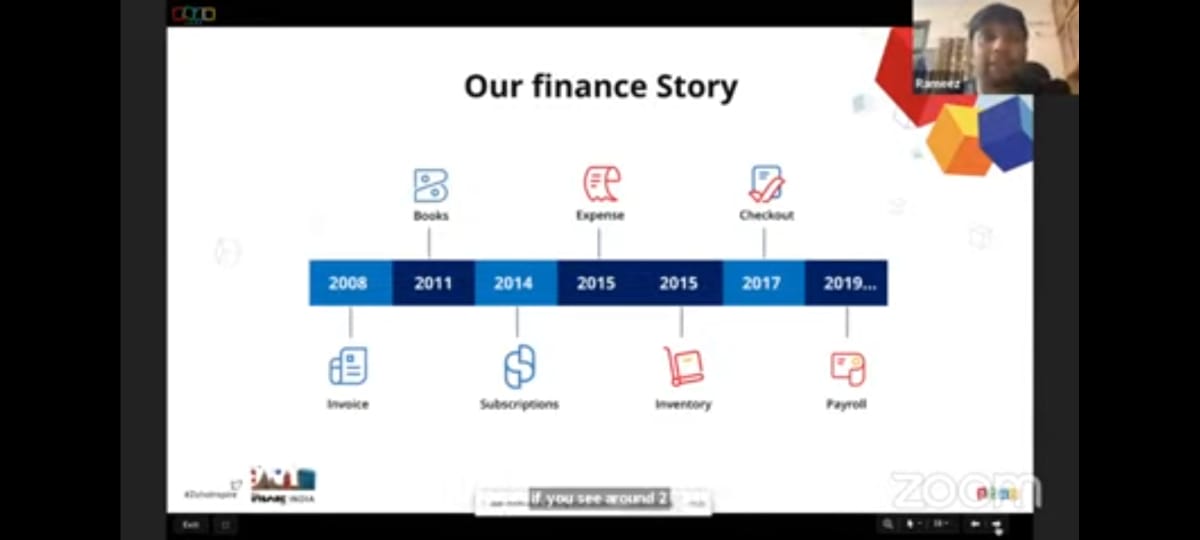 Rameez
Our finance Story
Books
Expense
Checkout
2008 2011 2014 2015 2015 2017 2019...
Invoice
Subscriptions
Inventory
Payroll
#ZohoInspire
INDIA
if you see around 2
zoom
Exit